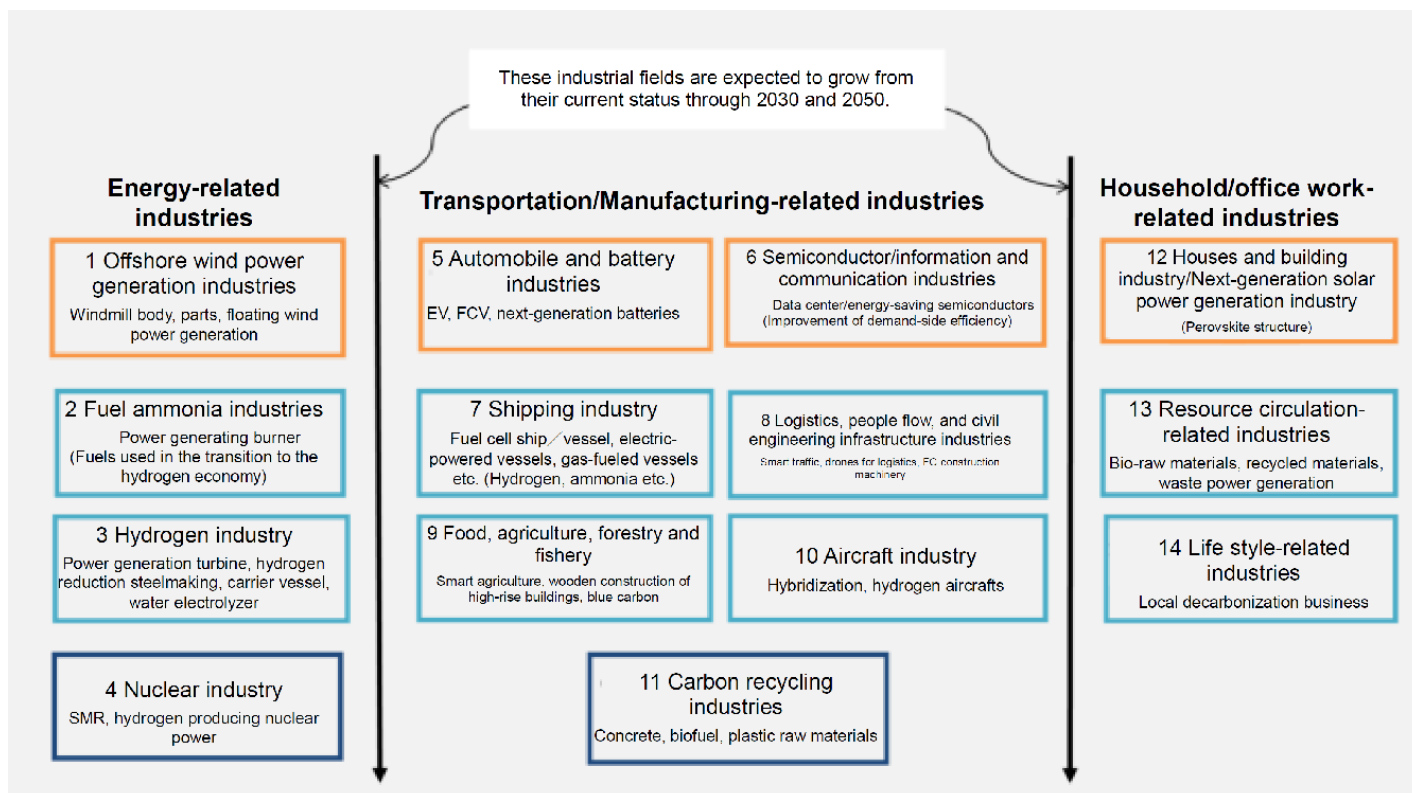 These industrial fields are expected to grow from
their current status through 2030 and 2050.
Energy-related
industries
1 Offshore wind power
generation industries
Windmill body, parts, floating wind
power generation
2 Fuel ammonia industries
Power generating burner
(Fuels used in the transition to the
hydrogen economy)
3 Hydrogen industry
Power generation turbine, hydrogen
reduction steelmaking, carrier vessel,
water electrolyzer
4 Nuclear industry
SMR, hydrogen producing nuclear
power
Transportation/Manufacturing-related industries
5 Automobile and battery
industries
EV, FCV, next-generation batteries
6 Semiconductor/information and
communication industries
Data center/energy-saving semiconductors
(Improvement of demand-side efficiency)
7 Shipping industry
Fuel cell ship／vessel, electric-
powered vessels, gas-fueled vessels
etc. (Hydrogen, ammonia etc.)
8 Logistics, people flow, and civil
engineering infrastructure industries
Smart traffic, drones for logistics, FC construction
machinery
9 Food, agriculture, forestry and
fishery
Smart agriculture, wooden construction of
high-rise buildings, blue carbon
10 Aircraft industry
Hybridization, hydrogen aircrafts
11 Carbon recycling
industries
Concrete, biofuel, plastic raw materials
Household/office work-
related industries
12 Houses and building
industry/Next-generation solar
power generation industry
(Perovskite structure)
13 Resource circulation-
related industries
Bio-raw materials, recycled materials,
waste power generation
14 Life style-related
industries
Local decarbonization business